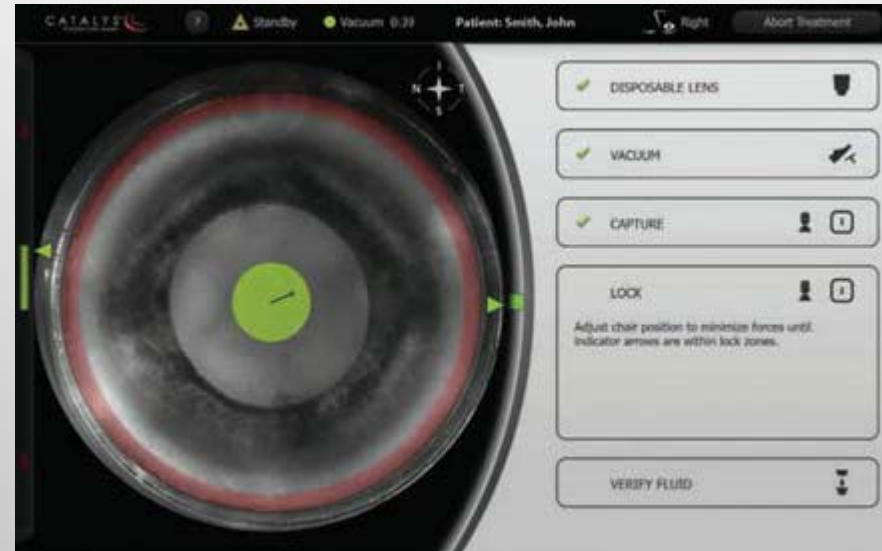 CATALYS
?
Standby
Vacuum 0:39
Patient: Smith, John
Right
Abort Treatment
N T
S
DISPOSABLE LENS
VACUUM
CAPTURE
LOCK
Adjust chair position to minimize forces until
indicator arrows are within lock zones.
VERIFY FLUID